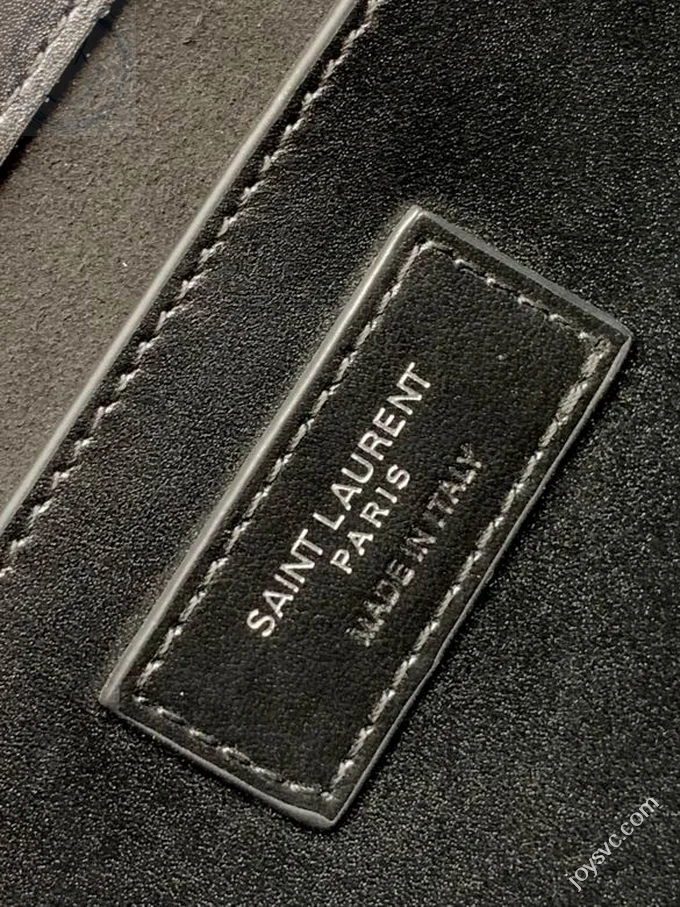 SAINT LAURENT
PARIS
MADE IN ITALY
joysvc.com